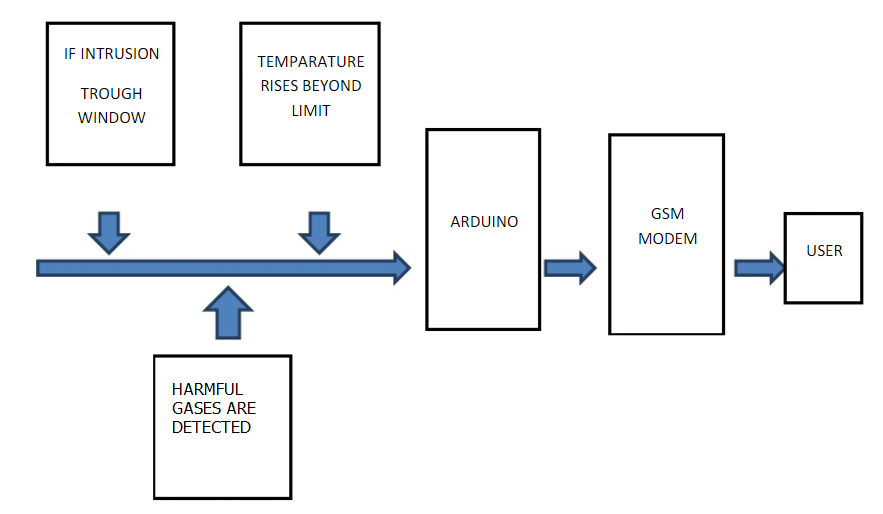 IF INTRUSION
TROUGH
WINDOW
TEMPARATURE
RISES BEYOND
LIMIT
ARDUINO
GSM
MODEM
USER
HARMFUL
GASES ARE
DETECTED